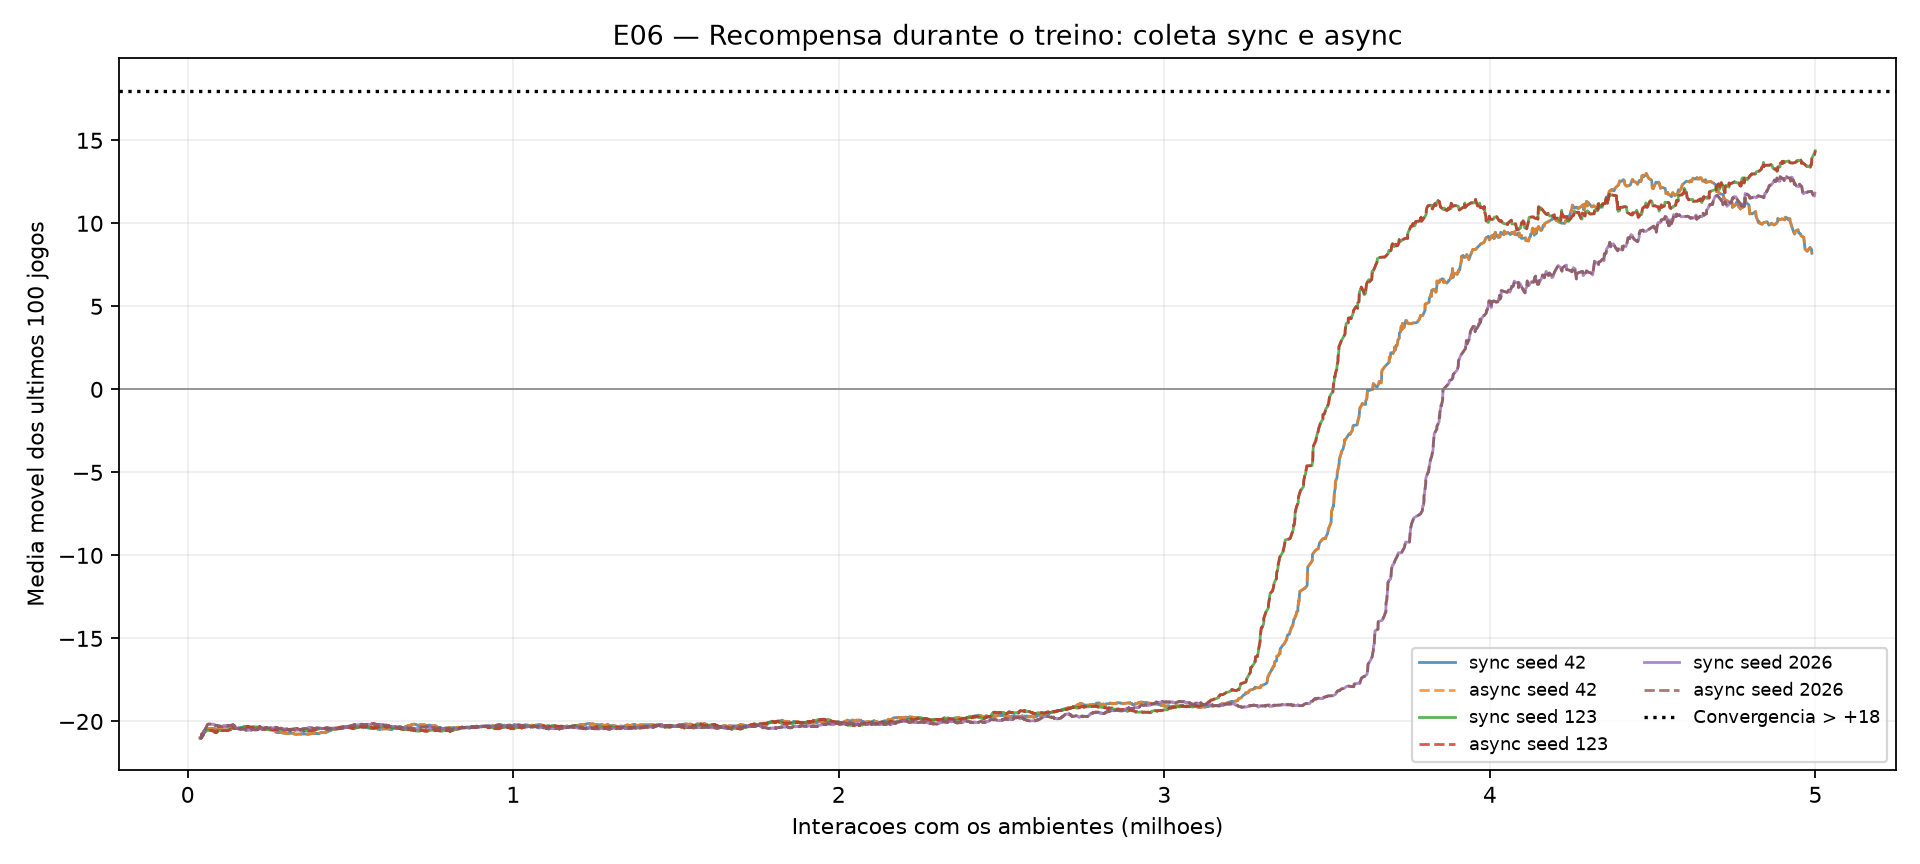 E06 — Recompensa durante o treino: coleta sync e async
Media movel dos ultimos 100 jogos
15
10
5
0
−5
−10
−15
−20
0 1 2 3 4 5
Interacoes com os ambientes (milhoes)
sync seed 42
async seed 42
sync seed 123
async seed 123
sync seed 2026
async seed 2026
Convergencia > +18